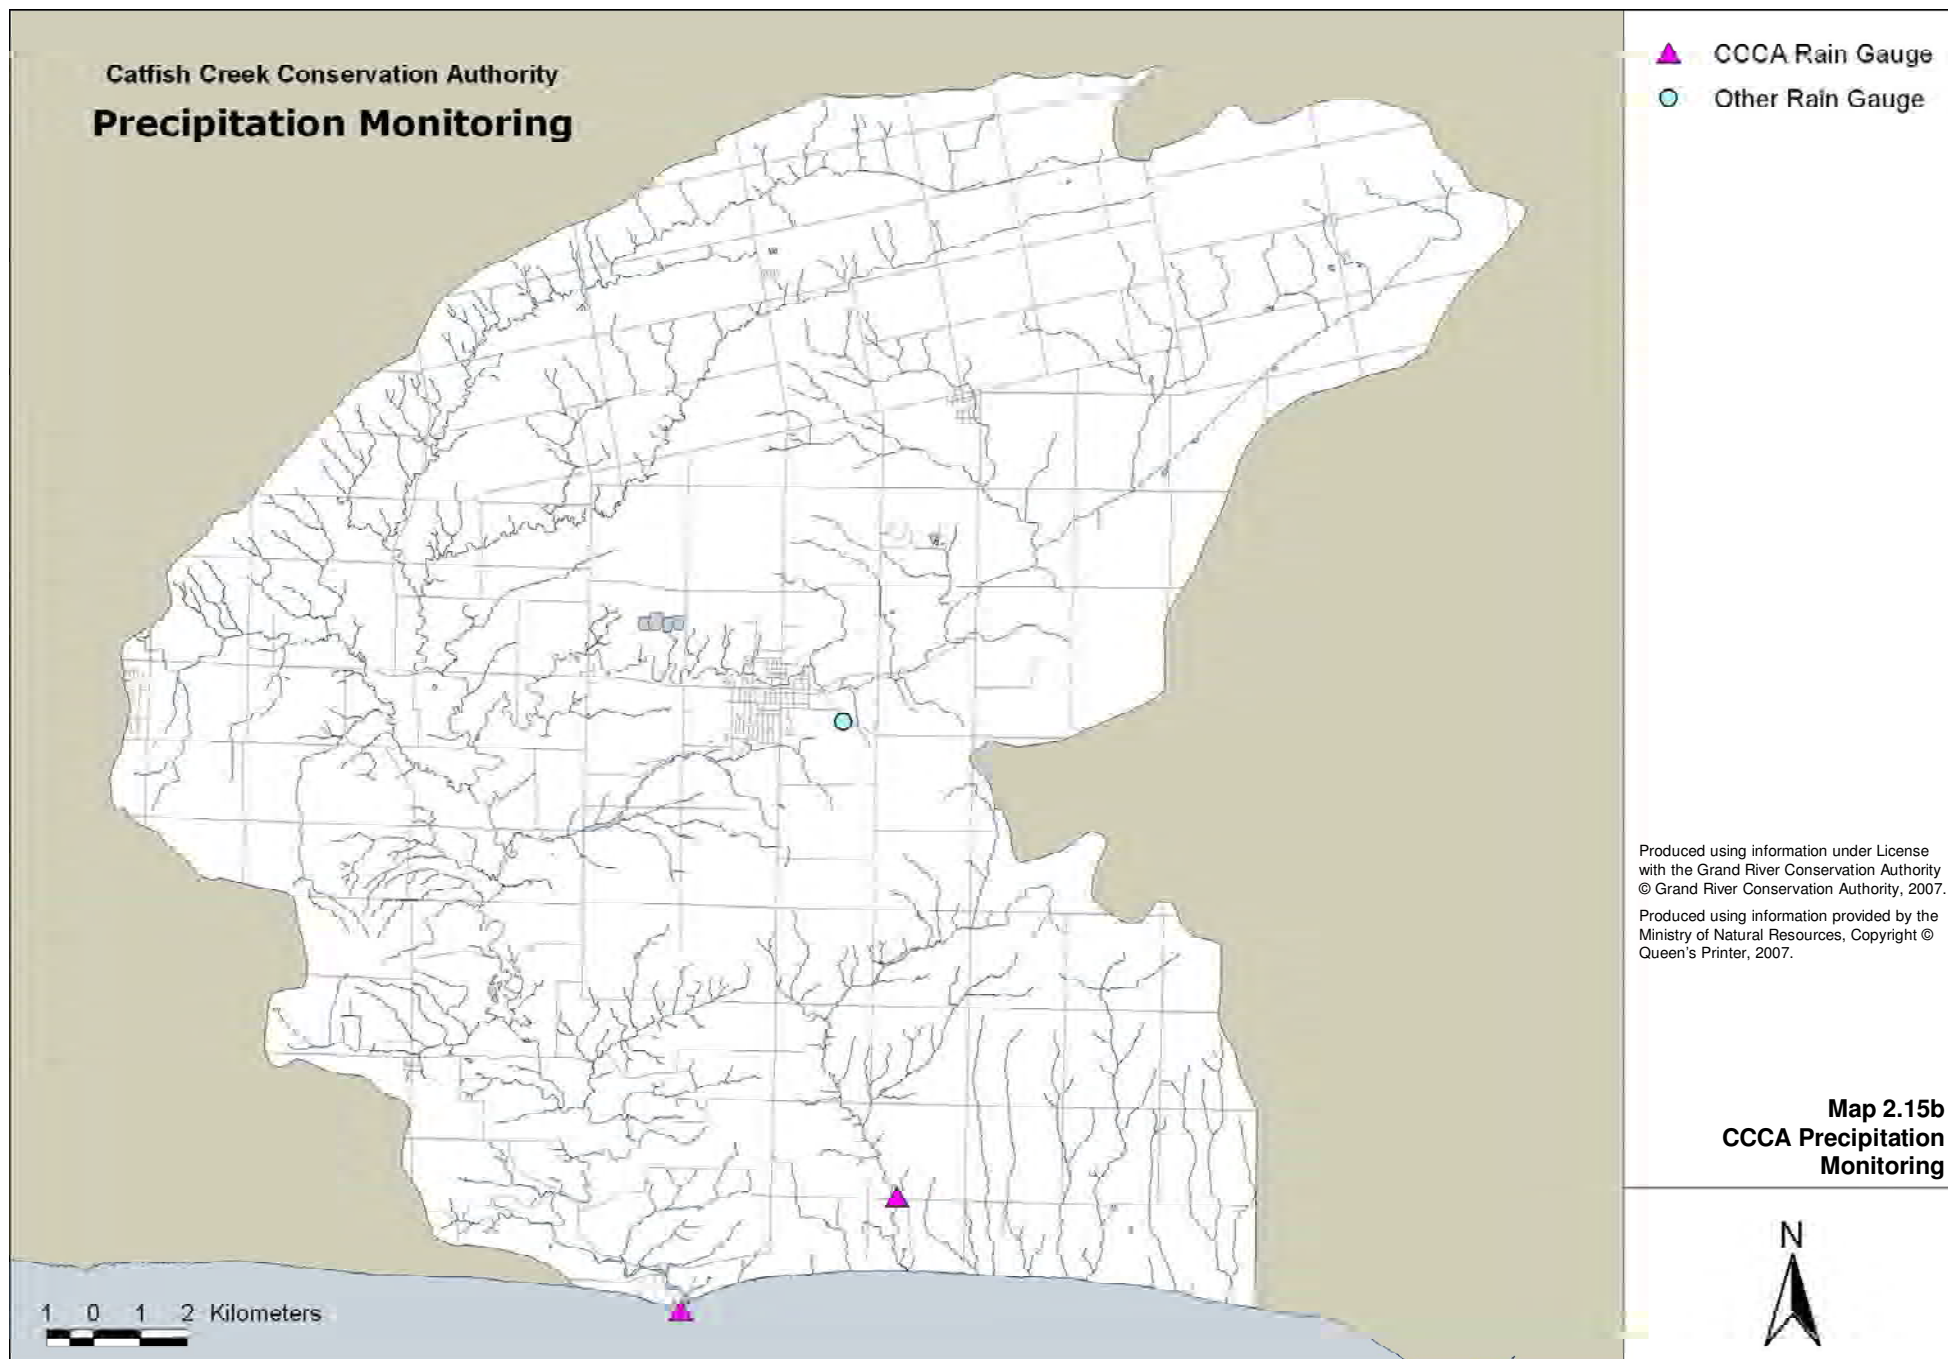 Catfish Creek Conservation Authority
Precipitation Monitoring
CCCA Rain Gauge
Other Rain Gauge
Produced using information under License
with the Grand River Conservation Authority
© Grand River Conservation Authority, 2007.
Produced using information provided by the
Ministry of Natural Resources, Copyright ©
Queen's Printer, 2007.
Map 2.15b
CCCA Precipitation
Monitoring
N
1 0 1 2 Kilometers